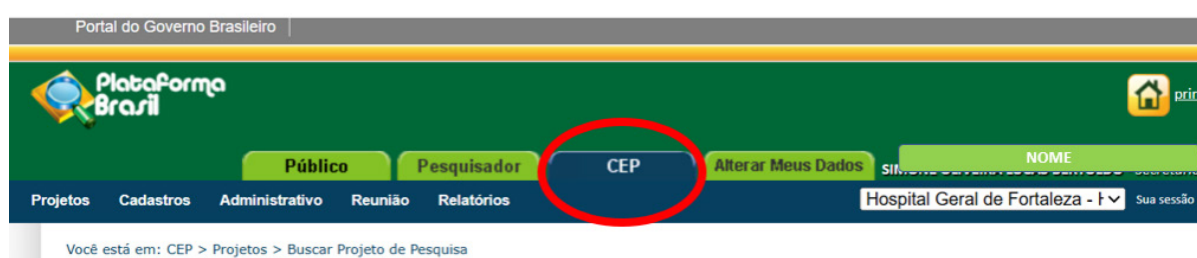 Portal do Governo Brasileiro
Plataforma
Brasil
Público
Pesquisador
CEP
Alterar Meus Dados
NOME
Projetos
Cadastros
Administrativo
Reunião
Relatórios
Hospital Geral de Fortaleza - H
Sua sessão
Você está em: CEP > Projetos > Buscar Projeto de Pesquisa